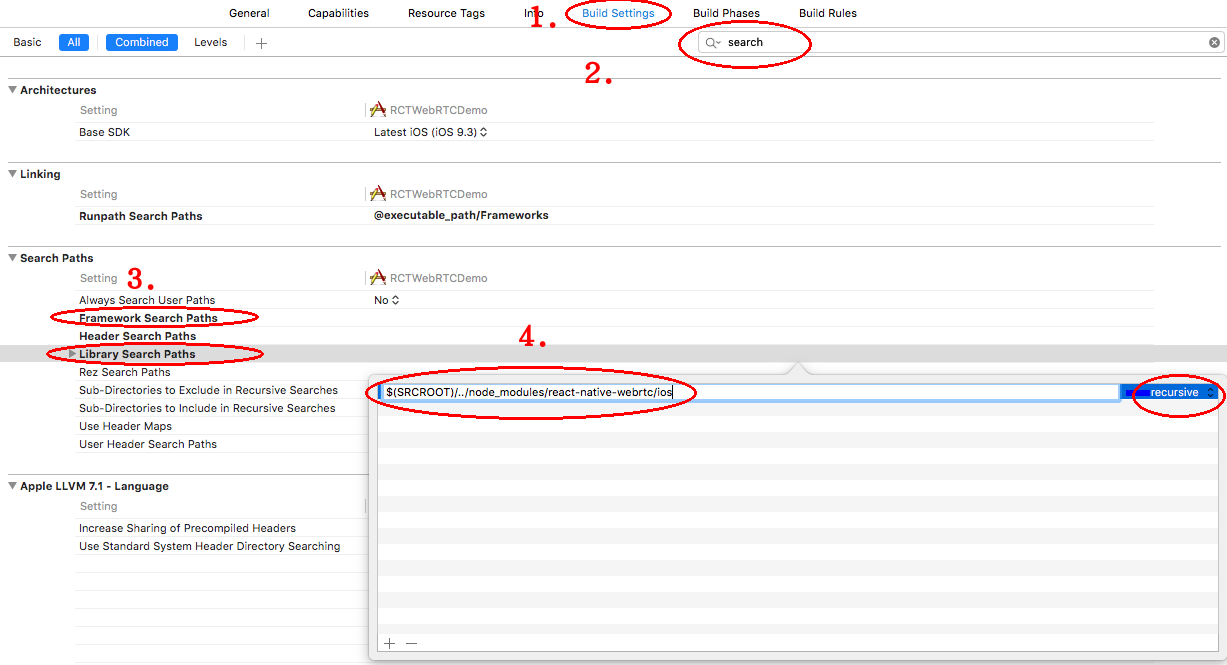 General Capabilities Resource Tags Info Build Settings Build Phases Build Rules
1.
Basic All Combined Levels + search
2.
Architectures
Setting RCTWebRTCDemo
Base SDK Latest iOS (iOS 9.3)
Linking
Setting RCTWebRTCDemo
Runpath Search Paths @executable_path/Frameworks
Search Paths
3.
Setting RCTWebRTCDemo
Always Search User Paths No
Framework Search Paths
Header Search Paths
4.
Library Search Paths
Rez Search Paths
Sub-Directories to Exclude in Recursive Searches $(SRCROOT)/../node_modules/react-native-webrtc/ios recursive
Sub-Directories to Include in Recursive Searches
Use Header Maps
User Header Search Paths
Apple LLVM 7.1 - Language
Setting
Increase Sharing of Precompiled Headers
Use Standard System Header Directory Searching
+ —